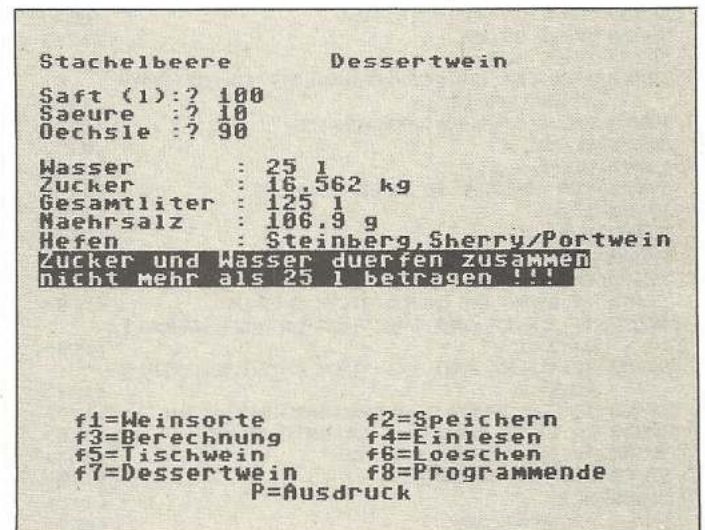 Stachelbeere Dessertwein
Saft (l):? 100
Saeure :? 10
Oechsle :? 90
Wasser : 25 l
Zucker : 16.562 kg
Gesamtliter : 125 l
Naehrsalz : 106.9 g
Hefen : Steinberg,Sherry/Portwein
Zucker und Wasser duerfen zusammen
nicht mehr als 25 l betragen !!!
f1=Weinsorte f2=Speichern
f3=Berechnung f4=Einlesen
f5=Tischwein f6=Loeschen
f7=Dessertwein f8=Programmende
P=Ausdruck